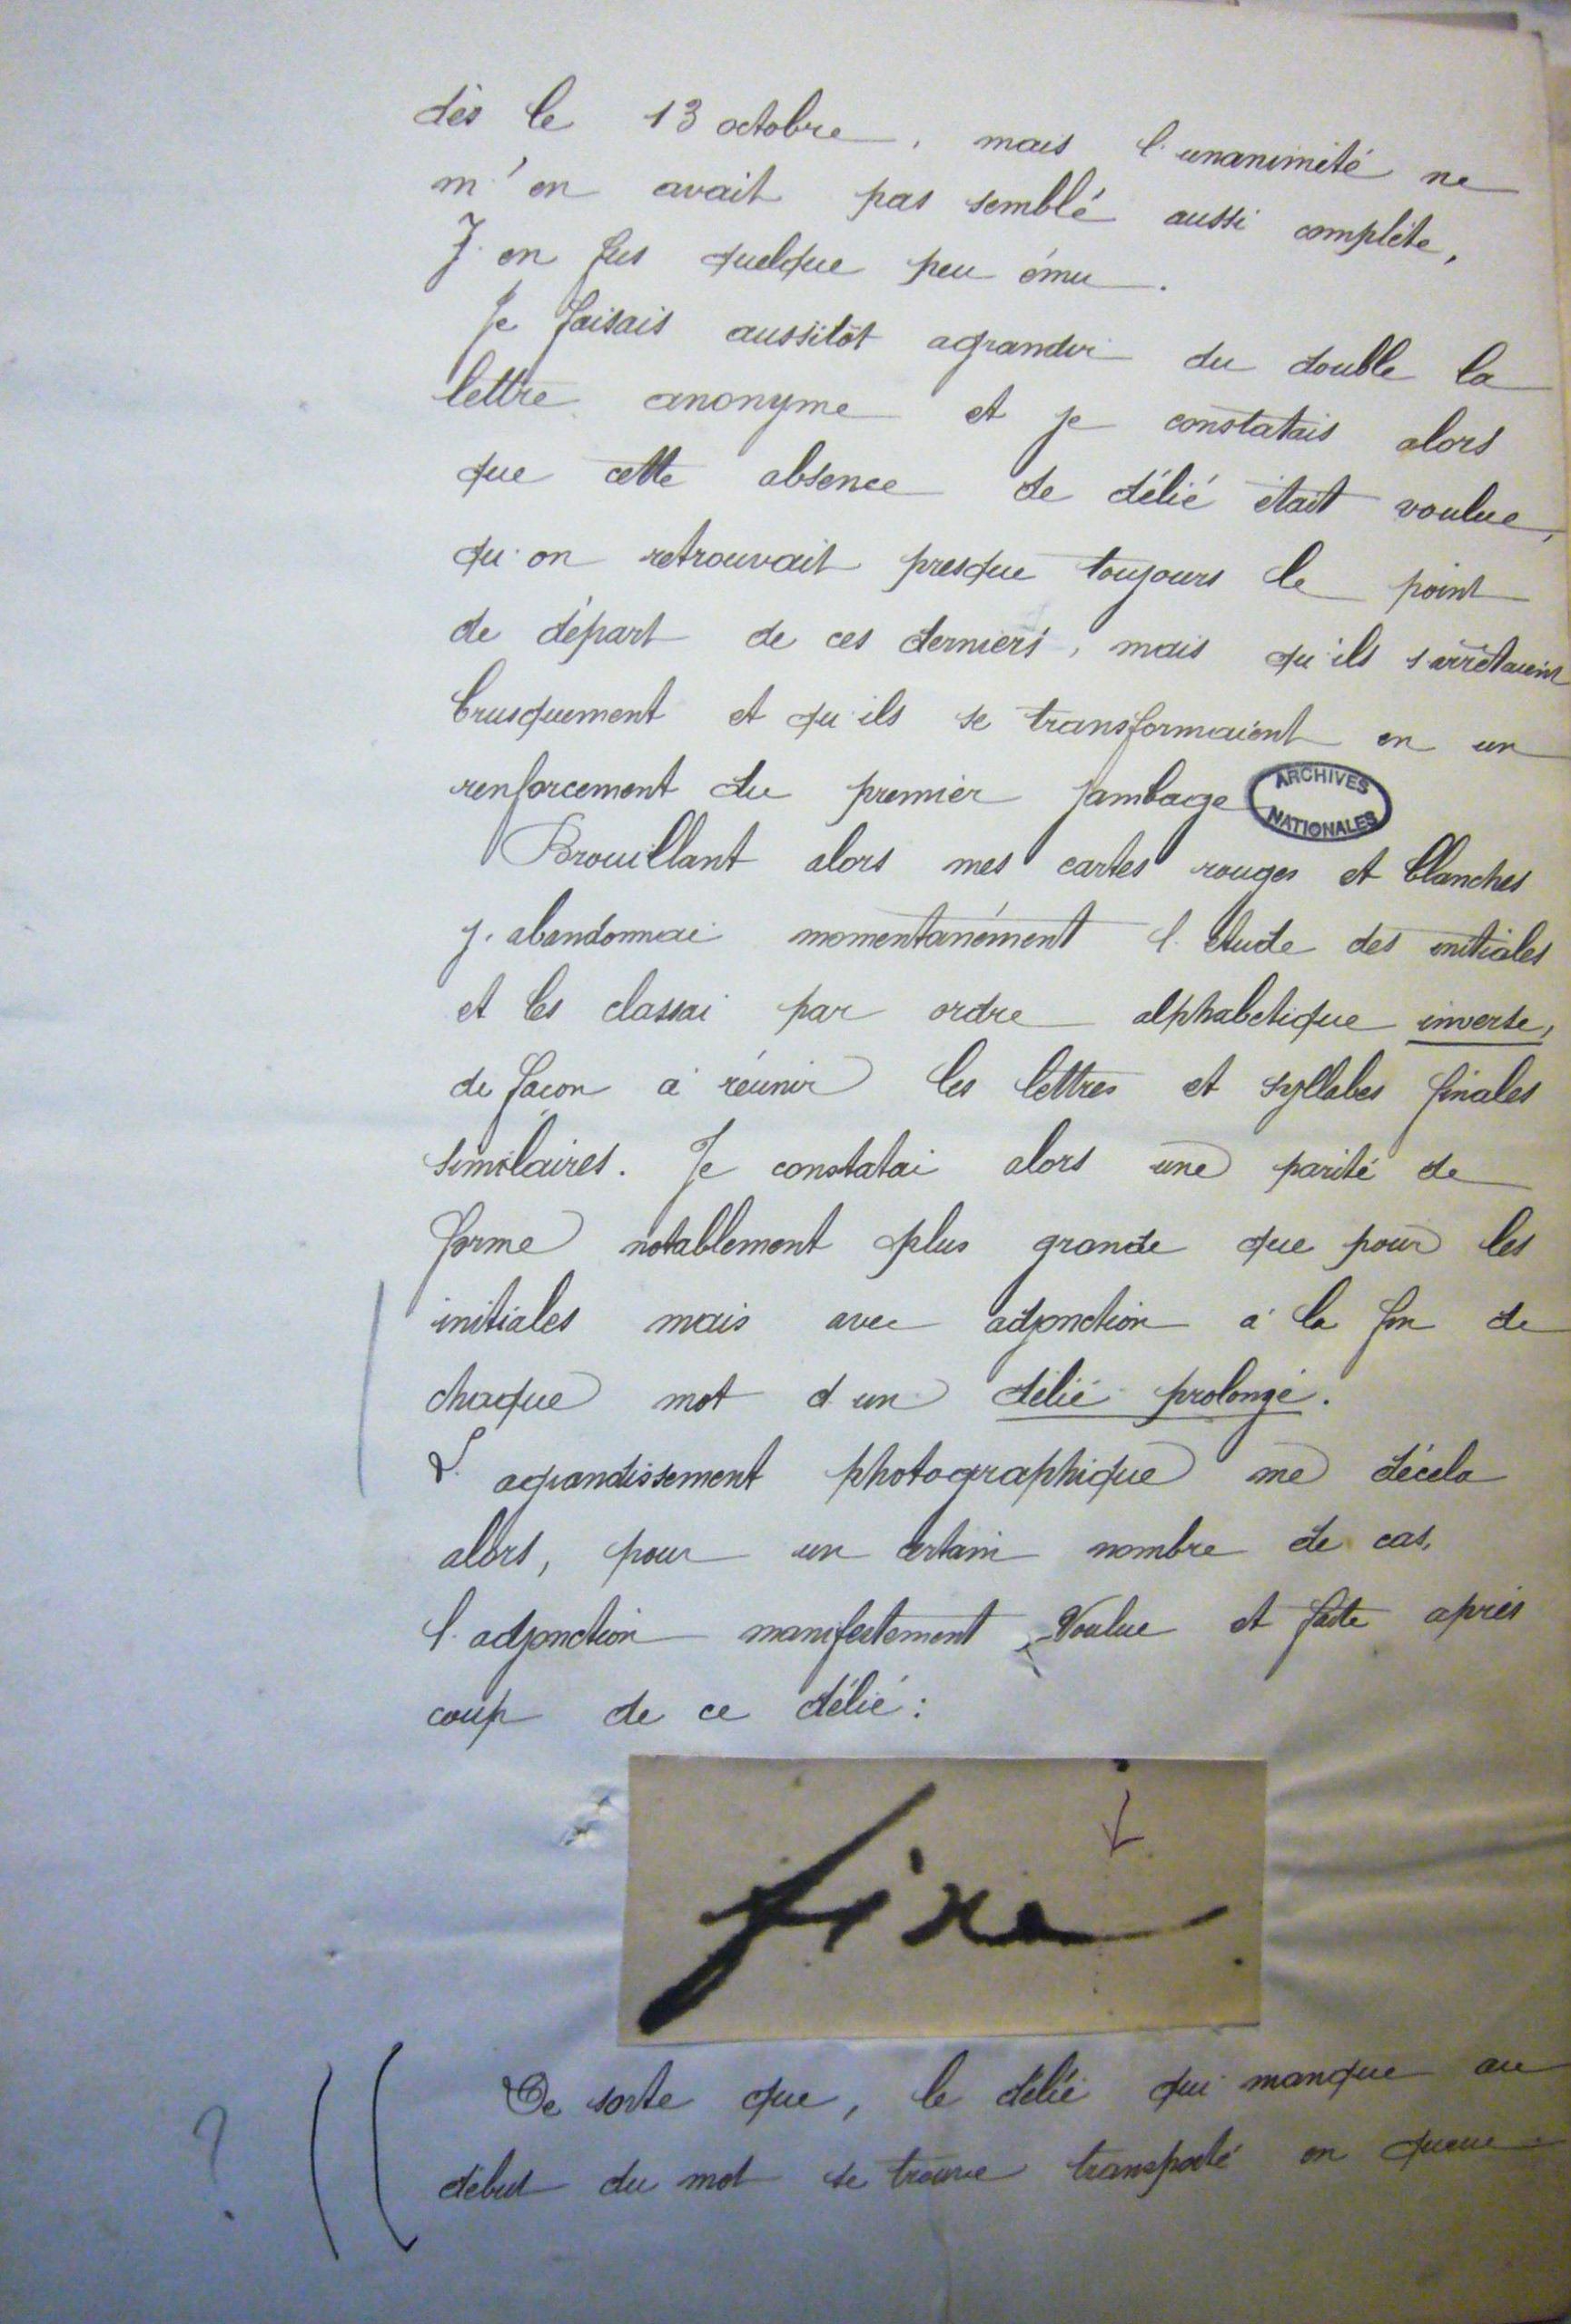 dès le 13 octobre, mais l'unanimité ne
m'en avait pas semblé aussi complète,
J'en fus quelque peu ému.
Je faisais aussitôt agrandir du double la
lettre anonyme et je constatais alors
que cette absence de délié était voulue,
qu'on retrouvait presque toujours le point
de départ de ces derniers, mais qu'ils s'arrêtaient
brusquement et qu'ils se transformaient en un
renforcement du premier jambage
ARCHIVES
NATIONALES
Brouillant alors mes cartes rouges et blanches
j'abandonnai momentanément l'étude des initiales
et les classai par ordre alphabetique inverse,
de façon à réunir les lettres et syllabes finales
similaires. Je constatai alors une parité de
forme notablement plus grande que pour les
initiales mais avec adjonction à la fin de
chaque mot d'un délié prolongé.
L'agrandissement photographique me décela
alors, pour un certain nombre de cas,
l'adjonction manifestement voulue et faite après
coup de ce délié :
fixe
De sorte que, le délié qui manque au
début du mot se trouve transporté en queue.
?